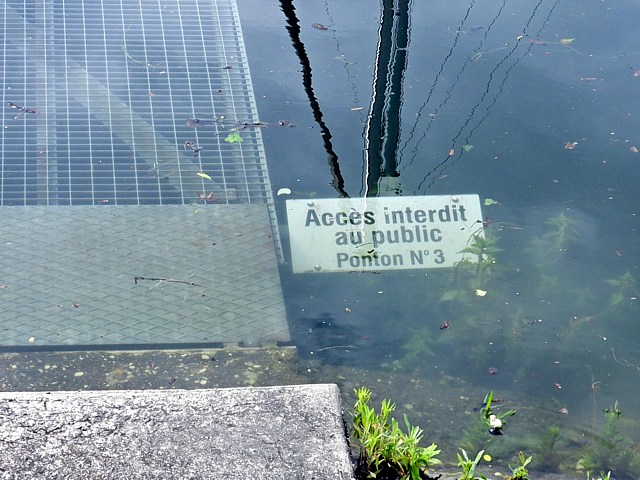 Accès interdit
au public
Ponton N° 3